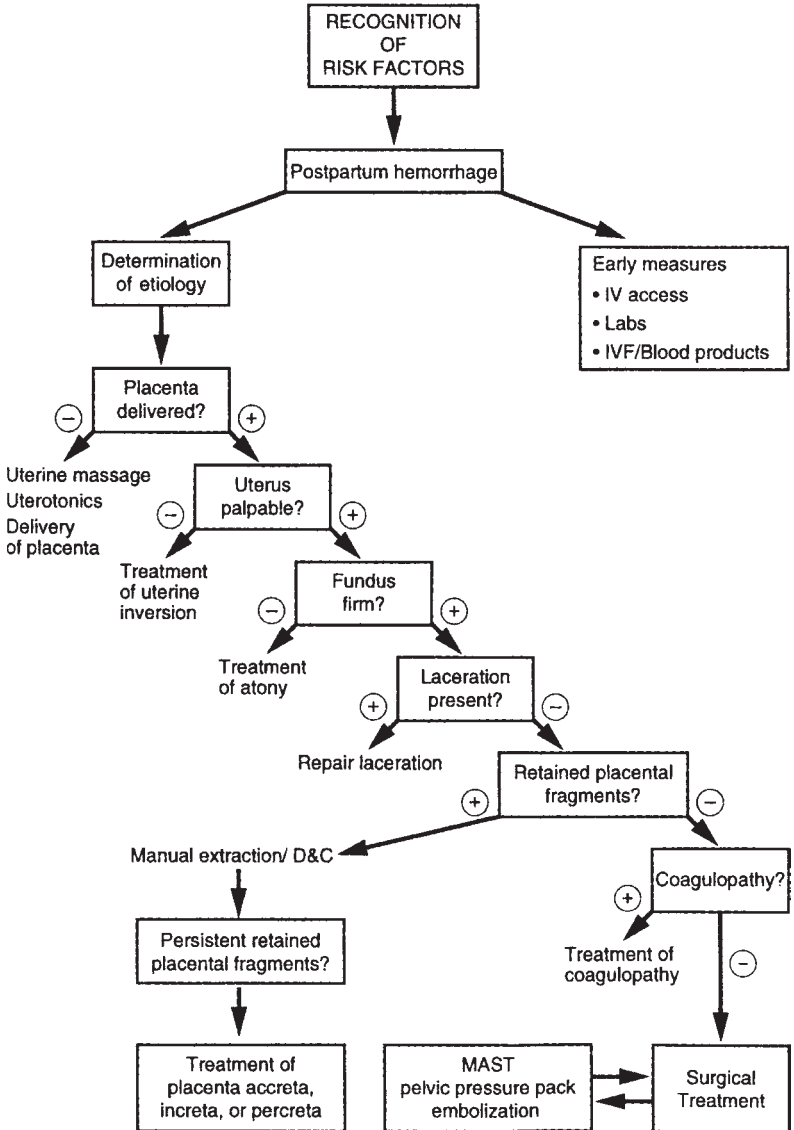 RECOGNITION
OF
RISK FACTORS
Postpartum hemorrhage
Determination
of etiology
Early measures
• IV access
• Labs
• IVF/Blood products
Placenta
delivered?
−
+
Uterine massage
Uterotonics
Delivery
of placenta
Uterus
palpable?
−
+
Treatment
of uterine
inversion
Fundus
firm?
−
+
Treatment
of atony
Laceration
present?
+
−
Repair laceration
Retained placental
fragments?
+
−
Manual extraction/ D&C
Coagulopathy?
+
Treatment of
coagulopathy
−
Persistent retained
placental fragments?
Treatment of
placenta accreta,
increta, or percreta
MAST
pelvic pressure pack
embolization
Surgical
Treatment